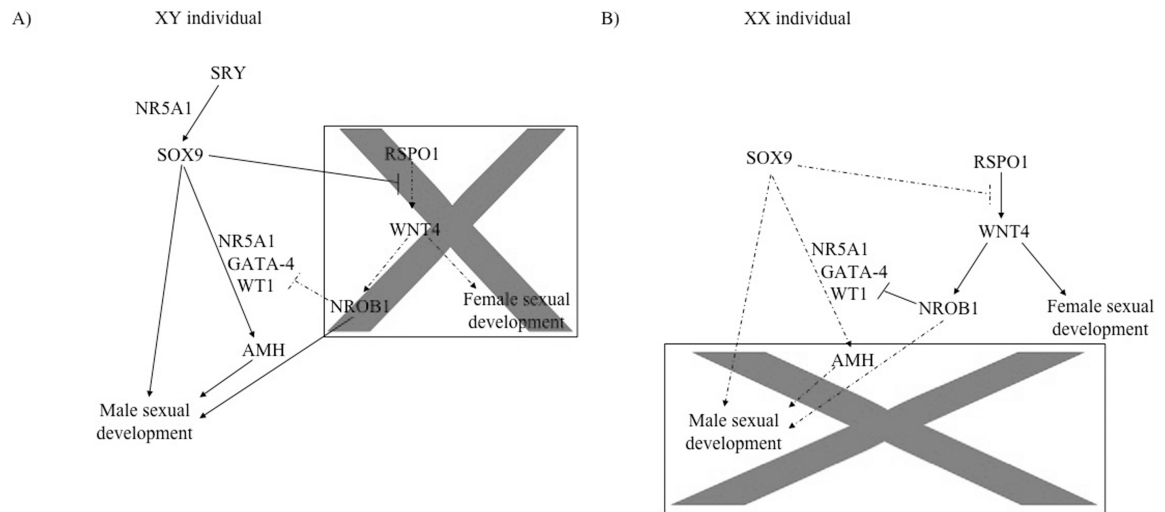 A)
XY individual
SRY
NR5A1
SOX9
RSPO1
WNT4
NR5A1
GATA-4
WT1
NROB1
Female sexual
development
AMH
Male sexual
development
B)
XX individual
SOX9
RSPO1
WNT4
NR5A1
GATA-4
WT1
NROB1
Female sexual
development
AMH
Male sexual
development